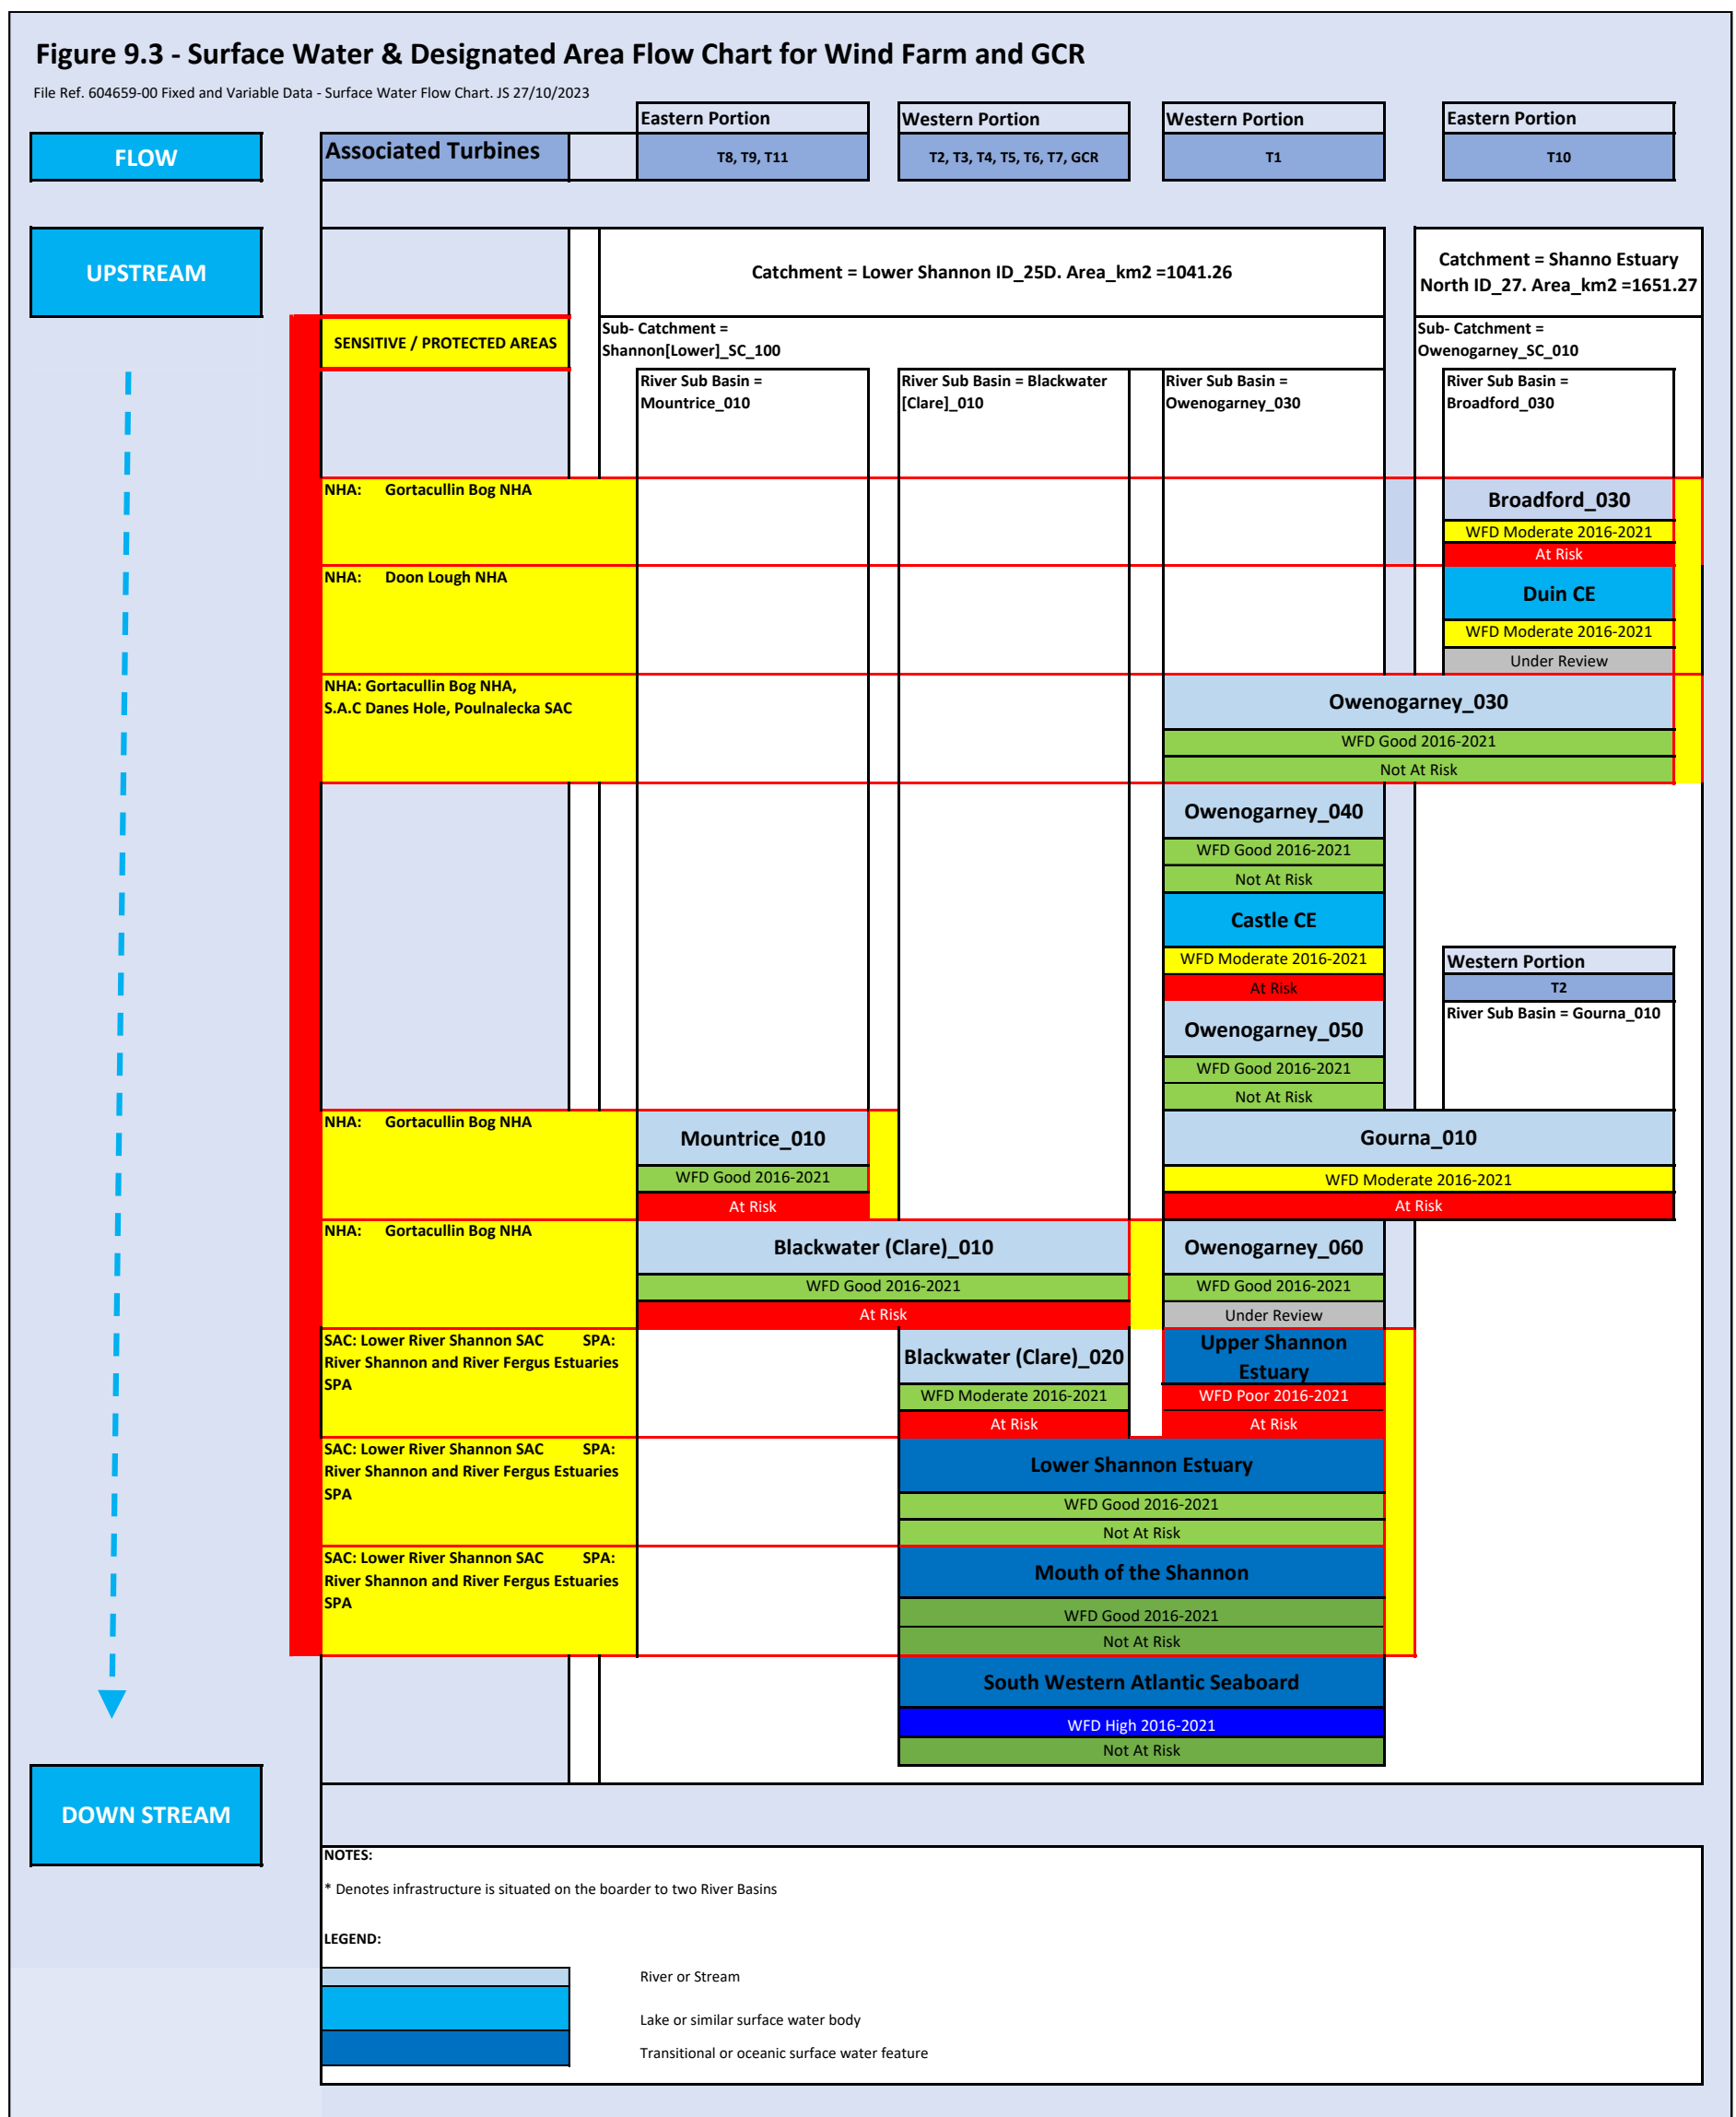 Figure 9.3 - Surface Water & Designated Area Flow Chart for Wind Farm and GCR
File Ref. 604659-00 Fixed and Variable Data - Surface Water Flow Chart. JS 27/10/2023
Eastern Portion
Western Portion
Western Portion
Eastern Portion
FLOW
Associated Turbines
T8, T9, T11
T2, T3, T4, T5, T6, T7, GCR
T1
T10
UPSTREAM
Catchment = Lower Shannon ID_25D. Area_km2 =1041.26
Catchment = Shanno Estuary
North ID_27. Area_km2 =1651.27
SENSITIVE / PROTECTED AREAS
Sub- Catchment =
Shannon[Lower]_SC_100
Sub- Catchment =
Owenogarney_SC_010
River Sub Basin =
Mountrice_010
River Sub Basin = Blackwater
[Clare]_010
River Sub Basin =
Owenogarney_030
River Sub Basin =
Broadford_030
NHA: Gortacullin Bog NHA
Broadford_030
WFD Moderate 2016-2021
At Risk
NHA: Doon Lough NHA
Duin CE
WFD Moderate 2016-2021
Under Review
NHA: Gortacullin Bog NHA,
S.A.C Danes Hole, Poulnalecka SAC
Owenogarney_030
WFD Good 2016-2021
Not At Risk
Owenogarney_040
WFD Good 2016-2021
Not At Risk
Castle CE
WFD Moderate 2016-2021
At Risk
Western Portion
T2
River Sub Basin = Gourna_010
Owenogarney_050
WFD Good 2016-2021
Not At Risk
NHA: Gortacullin Bog NHA
Mountrice_010
WFD Good 2016-2021
At Risk
Gourna_010
WFD Moderate 2016-2021
At Risk
NHA: Gortacullin Bog NHA
Blackwater (Clare)_010
WFD Good 2016-2021
At Risk
Owenogarney_060
WFD Good 2016-2021
Under Review
SAC: Lower River Shannon SAC SPA:
River Shannon and River Fergus Estuaries
SPA
Blackwater (Clare)_020
WFD Moderate 2016-2021
At Risk
Upper Shannon
Estuary
WFD Poor 2016-2021
At Risk
SAC: Lower River Shannon SAC SPA:
River Shannon and River Fergus Estuaries
SPA
Lower Shannon Estuary
WFD Good 2016-2021
Not At Risk
SAC: Lower River Shannon SAC SPA:
River Shannon and River Fergus Estuaries
SPA
Mouth of the Shannon
WFD Good 2016-2021
Not At Risk
South Western Atlantic Seaboard
WFD High 2016-2021
Not At Risk
DOWN STREAM
NOTES:
* Denotes infrastructure is situated on the boarder to two River Basins
LEGEND:
River or Stream
Lake or similar surface water body
Transitional or oceanic surface water feature